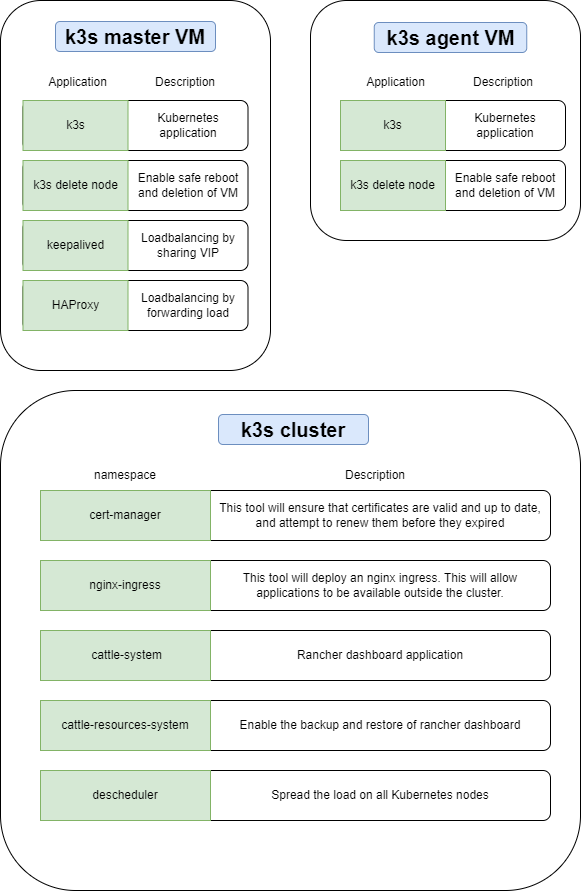 k3s master VM
Application Description
k3s
Kubernetes
application
k3s delete node
Enable safe reboot
and deletion of VM
keepalived
Loadbalancing by
sharing VIP
HAProxy
Loadbalancing by
forwarding load
k3s agent VM
Application Description
k3s
Kubernetes
application
k3s delete node
Enable safe reboot
and deletion of VM
k3s cluster
namespace Description
cert-manager
This tool will ensure that certificates are valid and up to date,
and attempt to renew them before they expired
nginx-ingress
This tool will deploy an nginx ingress. This will allow
applications to be available outside the cluster.
cattle-system
Rancher dashboard application
cattle-resources-system
Enable the backup and restore of rancher dashboard
descheduler
Spread the load on all Kubernetes nodes